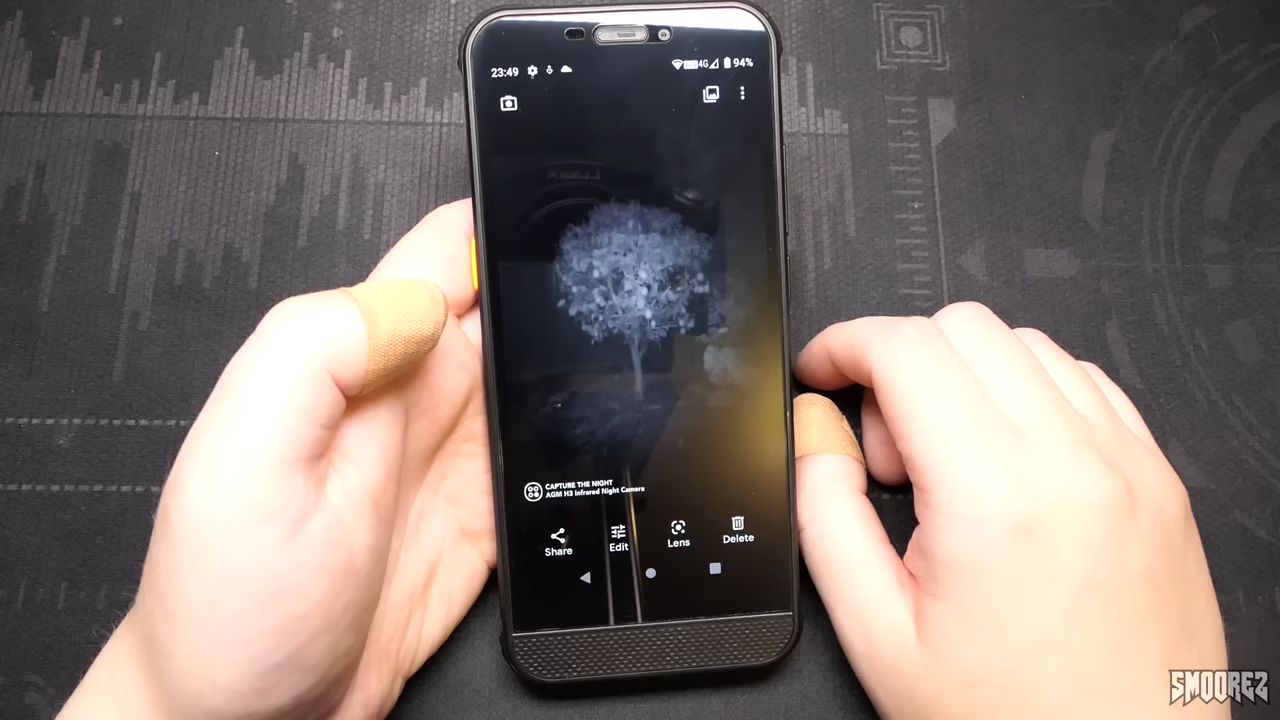 23:49
4G
94%
CAPTURE THE NIGHT
AGM H3 Infrared Night Camera
Share
Edit
Lens
Delete
SMOOREZ